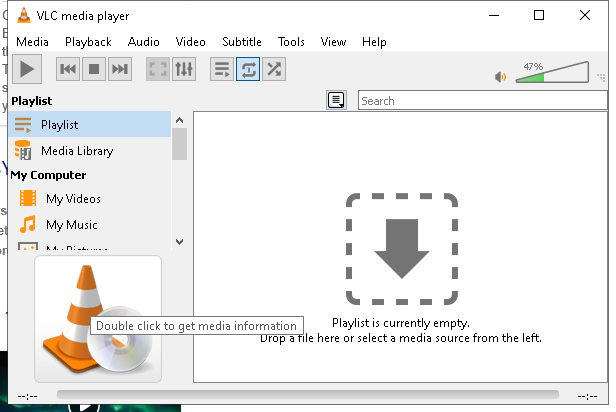 VLC media player
Media Playback Audio Video Subtitle Tools View Help
47%
Playlist
Search
Playlist
Media Library
My Computer
My Videos
My Music
My Pictures
Double click to get media information
Playlist is currently empty.
Drop a file here or select a media source from the left.
--:-- --:--